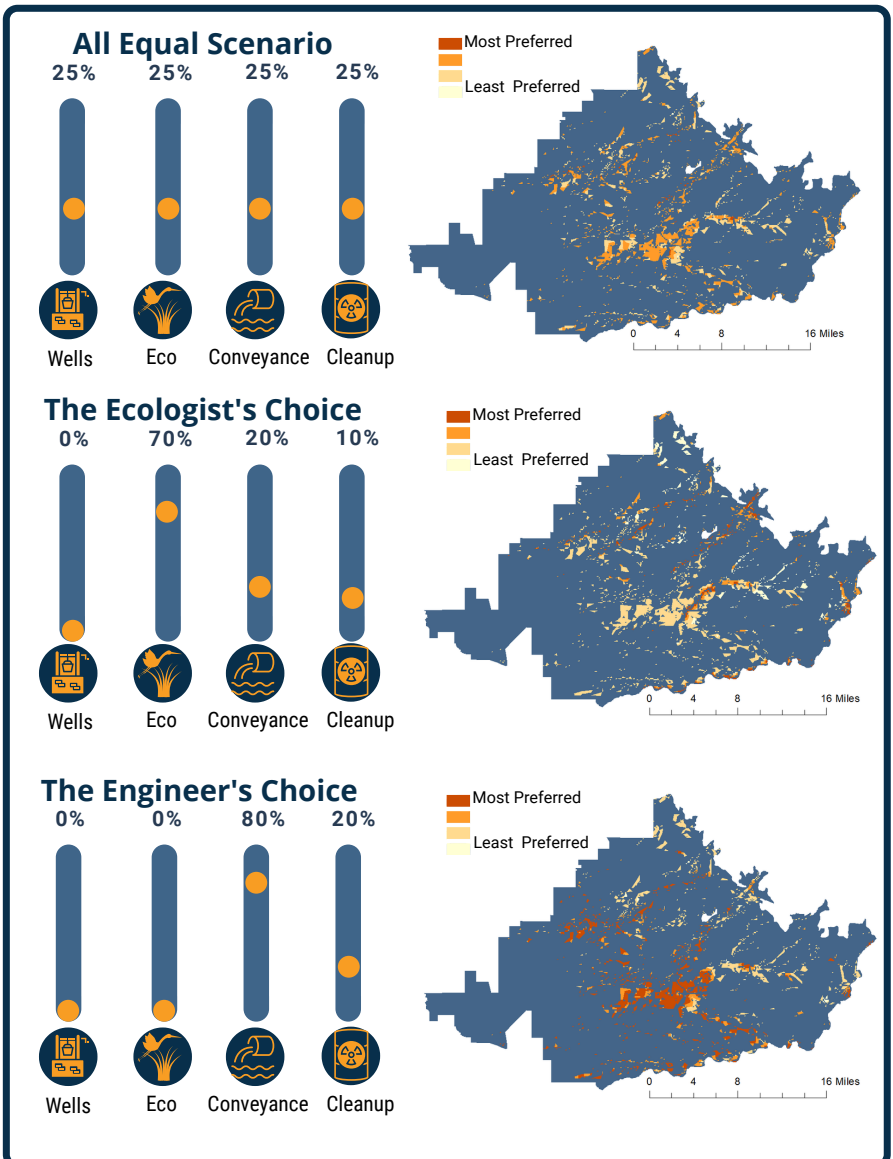 All Equal Scenario
25% 25% 25% 25%
Wells Eco Conveyance Cleanup
Most Preferred
Least Preferred
0 4 8 16 Miles
The Ecologist's Choice
0% 70% 20% 10%
Wells Eco Conveyance Cleanup
Most Preferred
Least Preferred
0 4 8 16 Miles
The Engineer's Choice
0% 0% 80% 20%
Wells Eco Conveyance Cleanup
Most Preferred
Least Preferred
0 4 8 16 Miles